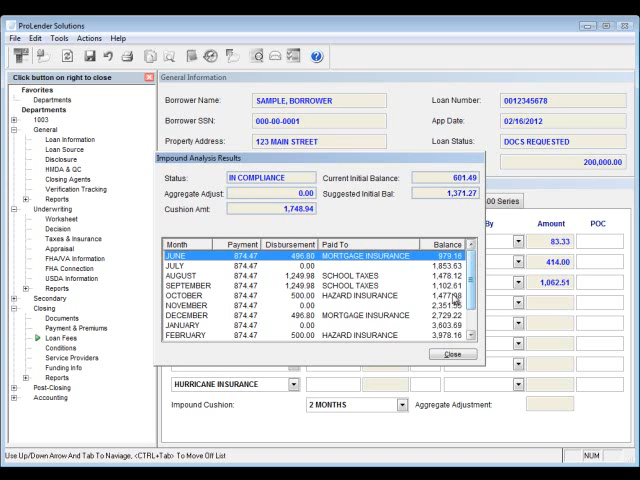 ProLender Solutions
File Edit Tools Actions Help
Click button on right to close
Favorites
Departments
Departments
1003
General
Loan Information
Loan Source
Disclosure
HMDA & QC
Closing Agents
Verification Tracking
Reports
Underwriting
Worksheet
Decision
Taxes & Insurance
Appraisal
FHA/VA Information
FHA Connection
USDA Information
Reports
Secondary
Closing
Documents
Payment & Premiums
Loan Fees
Conditions
Service Providers
Funding Info
Reports
Post-Closing
Accounting
General Information
Borrower Name: SAMPLE, BORROWER Loan Number: 0012345678
Borrower SSN: 000-00-0001 App Date: 02/16/2012
Property Address: 123 MAIN STREET Loan Status: DOCS REQUESTED
200,000.00
Impound Analysis Results
Status: IN COMPLIANCE Current Initial Balance: 601.49
Aggregate Adjust: 0.00 Suggested Initial Bal: 1,371.27
Cushion Amt: 1,748.94
Month Payment Disbursement Paid To Balance
JUNE 874.47 496.80 MORTGAGE INSURANCE 979.16
JULY 874.47 0.00 1,853.63
AUGUST 874.47 1,249.98 SCHOOL TAXES 1,478.12
SEPTEMBER 874.47 1,249.98 SCHOOL TAXES 1,102.61
OCTOBER 874.47 500.00 HAZARD INSURANCE 1,477.08
NOVEMBER 874.47 0.00 2,351.55
DECEMBER 874.47 496.80 MORTGAGE INSURANCE 2,729.22
JANUARY 874.47 0.00 3,603.69
FEBRUARY 874.47 500.00 HAZARD INSURANCE 3,978.16
Close
00 Series
By Amount POC
83.33
414.00
1,062.51
HURRICANE INSURANCE
Impound Cushion: 2 MONTHS Aggregate Adjustment:
Use Up/Down Arrow And Tab To Naviage, <CTRL+Tab> To Move Off List NUM